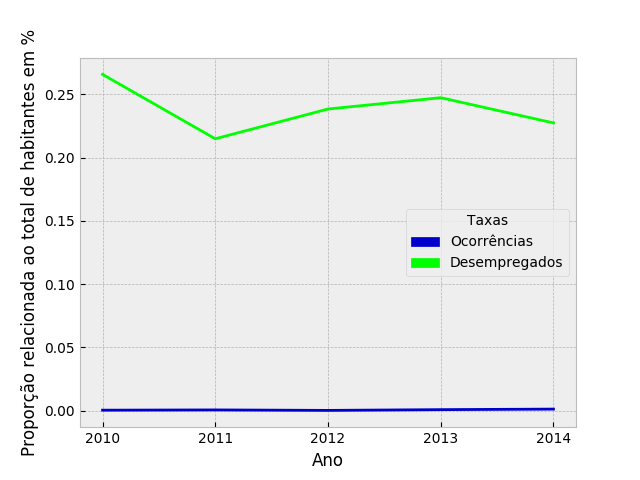 Proporção relacionada ao total de habitantes em %
0.25
0.20
0.15
0.10
0.05
0.00
Taxas
Ocorrências
Desempregados
2010 2011 2012 2013 2014
Ano